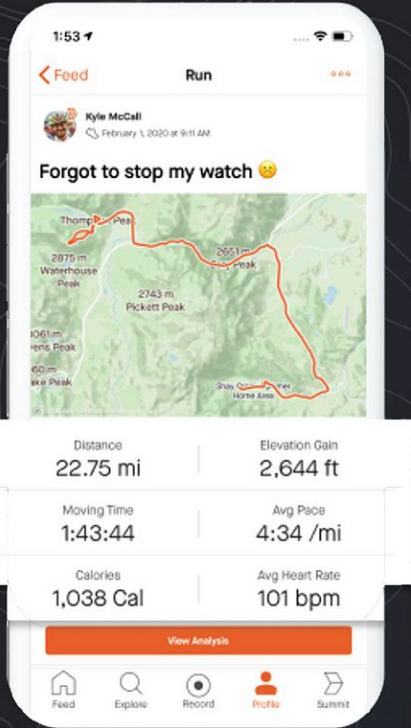 1:53
Feed
Run
Kyle McCall
February 1, 2020 at 9:11 AM
Forgot to stop my watch
2875 m
Waterhouse
Peak
2651 m
Peak
2743 m
Pickett Peak
Peak
Peak
Home Area
Distance
22.75 mi
Elevation Gain
2,644 ft
Moving Time
1:43:44
Avg Pace
4:34 /mi
Calories
1,038 Cal
Avg Heart Rate
101 bpm
View Analysis
Feed
Explore
Record
Profile
Summit